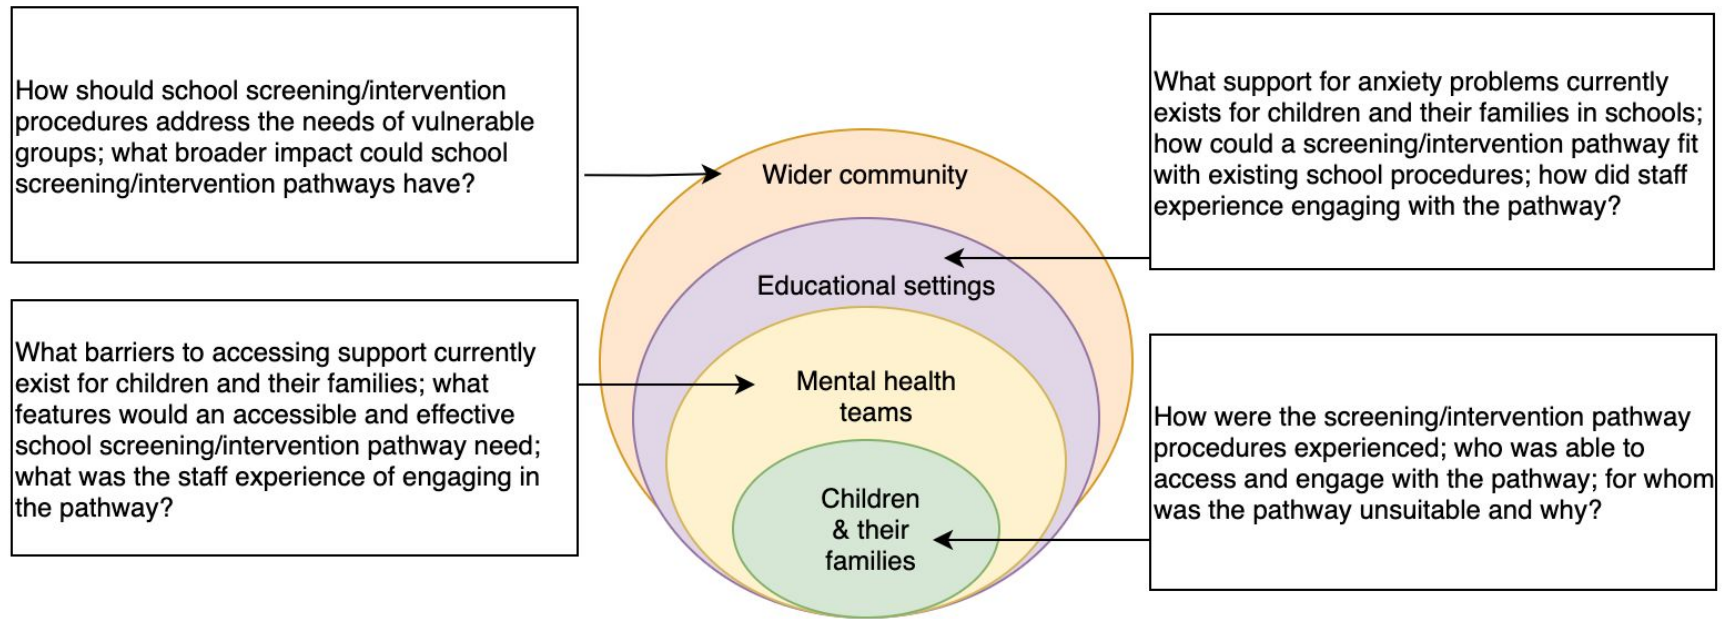 How should school screening/intervention
procedures address the needs of vulnerable
groups; what broader impact could school
screening/intervention pathways have?
What support for anxiety problems currently
exists for children and their families in schools;
how could a screening/intervention pathway fit
with existing school procedures; how did staff
experience engaging with the pathway?
Wider community
Educational settings
What barriers to accessing support currently
exist for children and their families; what
features would an accessible and effective
school screening/intervention pathway need;
what was the staff experience of engaging in
the pathway?
Mental health
teams
How were the screening/intervention pathway
procedures experienced; who was able to
access and engage with the pathway; for whom
was the pathway unsuitable and why?
Children
& their
families